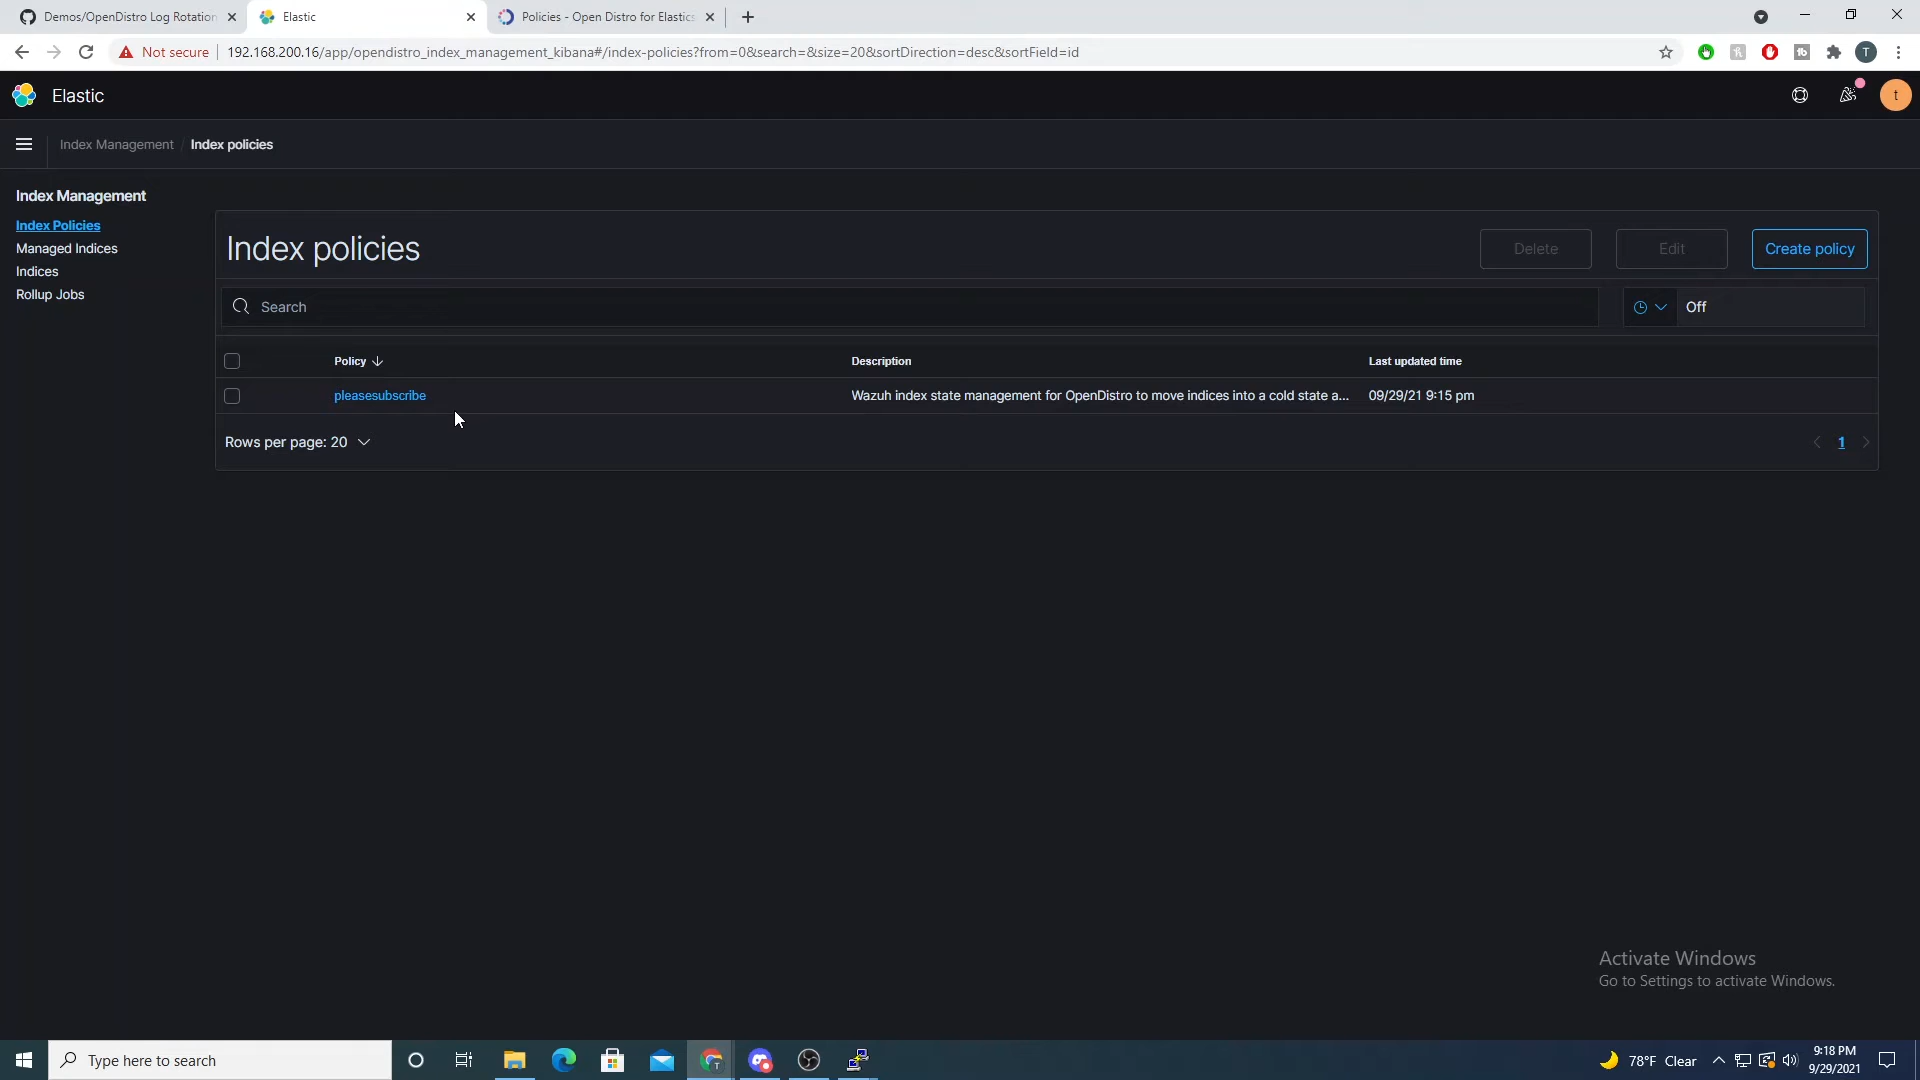 Demos/OpenDistro Log Rotation
Elastic
Policies - Open Distro for Elastics
Not secure
192.168.200.16/app/opendistro_index_management_kibana#/index-policies?from=0&search=&size=20&sortDirection=desc&sortField=id
T
Elastic
t
Index Management
Index policies
Index Management
Index Policies
Managed Indices
Indices
Rollup Jobs
Index policies
Delete
Edit
Create policy
Search
Off
Policy
Description
Last updated time
pleasesubscribe
Wazuh index state management for OpenDistro to move indices into a cold state a...
09/29/21 9:15 pm
Rows per page: 20
1
Activate Windows
Go to Settings to activate Windows.
Type here to search
78°F Clear
9:18 PM
9/29/2021